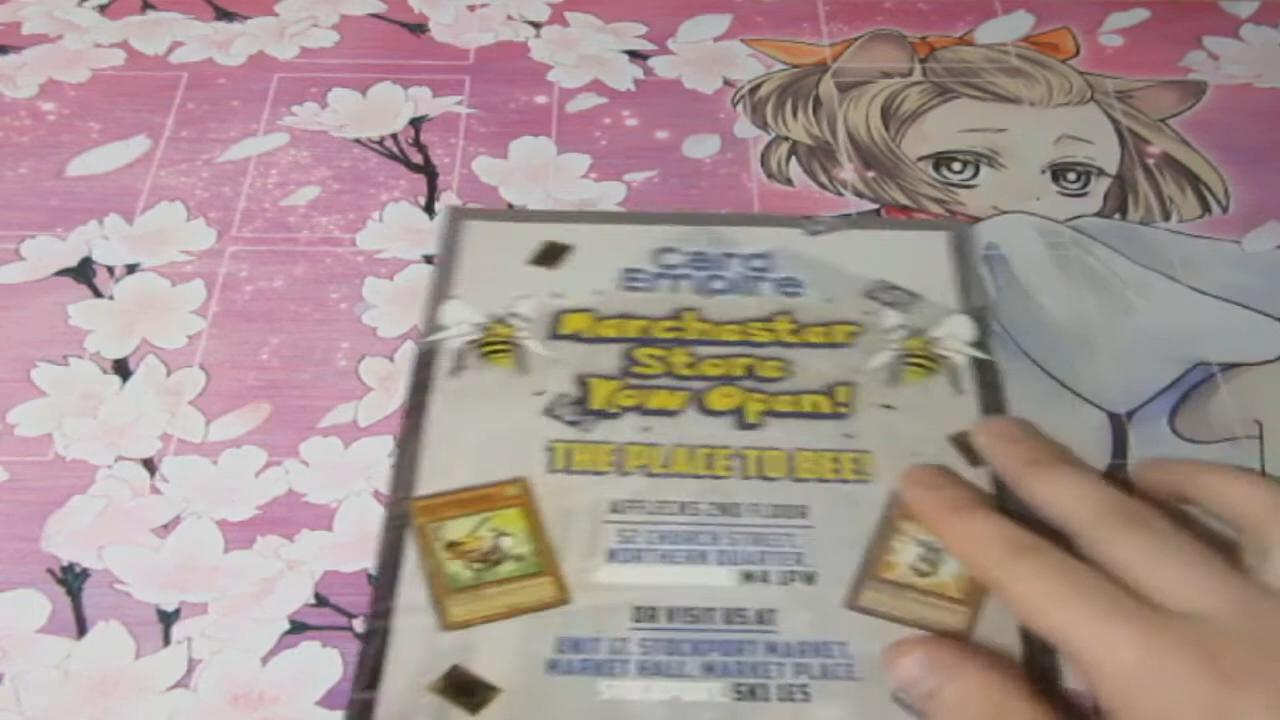 Card
Empire
Manchester
Store
Now Open!
THE PLACE TO BEE!
AFFLECKS 2ND FLOOR
52 CHURCH STREET,
NORTHERN QUARTER,
M4 1PW
OR VISIT US AT
UNIT 17, STOCKPORT MARKET,
MARKET HALL, MARKET PLACE,
SK1 1ES